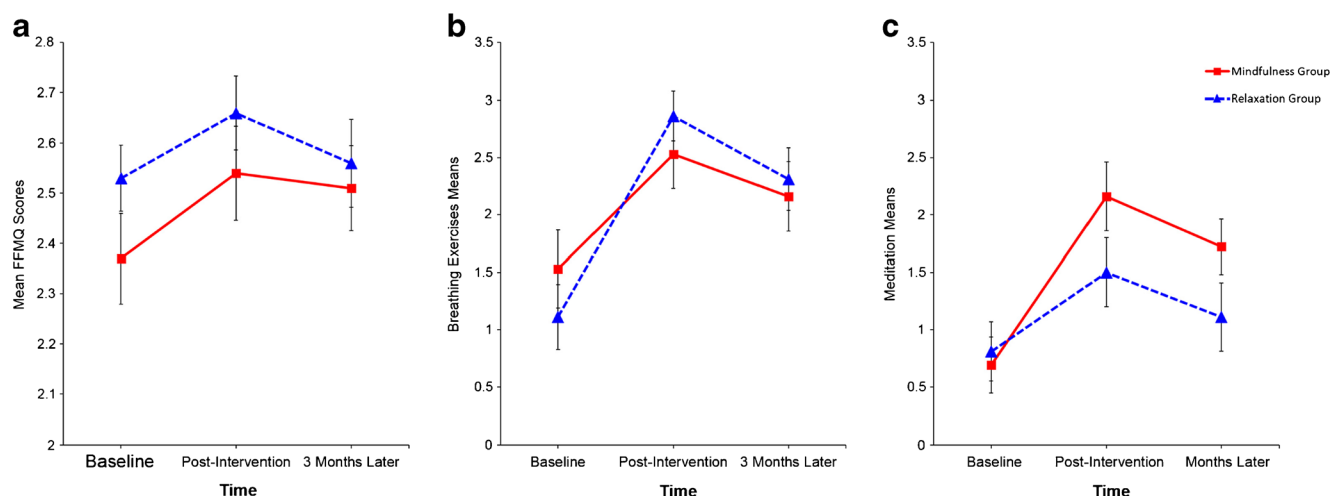 a
2.8
2.7
2.6
2.5
2.4
2.3
2.2
2.1
2
Mean FFMQ Scores
Baseline
Post-Intervention
3 Months Later
Time
b
3.5
3
2.5
2
1.5
1
0.5
0
Breathing Exercises Means
Baseline
Post-Intervention
3 Months Later
Time
c
3.5
3
2.5
2
1.5
1
0.5
0
Meditation Means
Baseline
Post-Intervention
Months Later
Time
Mindfulness Group
Relaxation Group